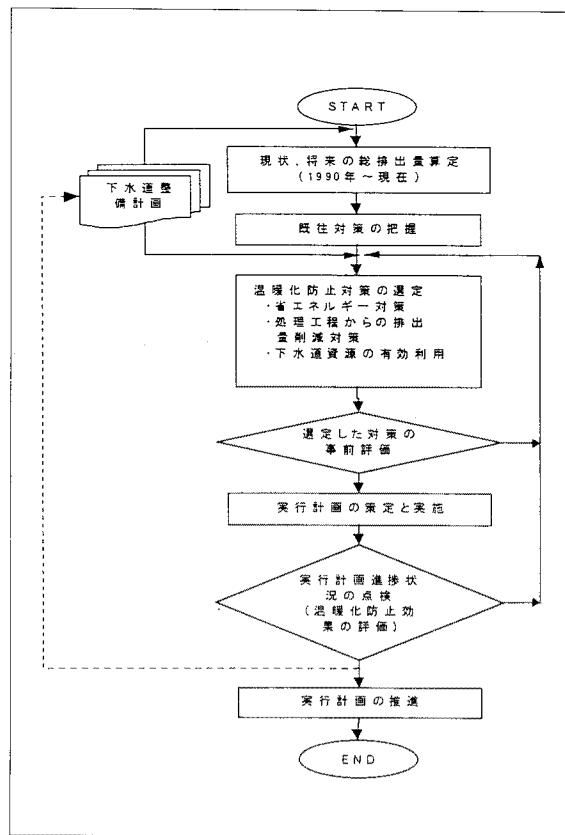 START
現状、将来の総排出量算定
(1990年～現在)
下水道整
備計画
既往対策の把握
温暖化防止対策の選定
・省エネルギー対策
・処理工程からの排出
量削減対策
・下水道資源の有効利用
選定した対策の
事前評価
実行計画の策定と実施
実行計画進捗状
況の点検
(温暖化防止効
果の評価)
実行計画の推進
END